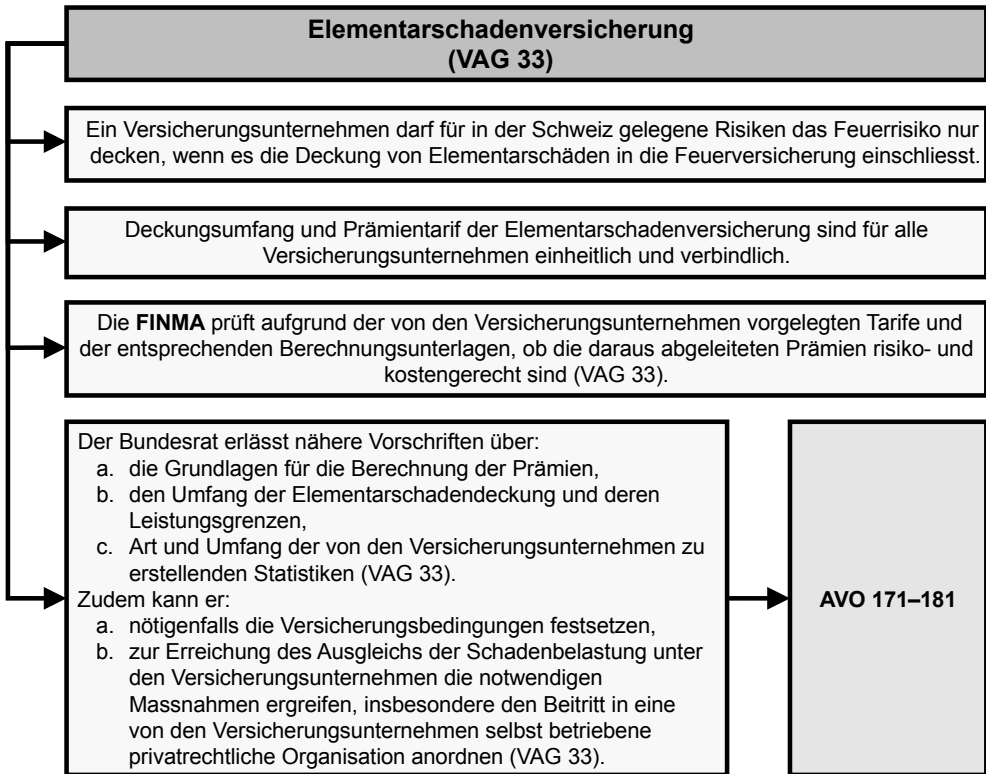 Elementarschadenversicherung
(VAG 33)
Ein Versicherungsunternehmen darf für in der Schweiz gelegene Risiken das Feuerrisiko nur
decken, wenn es die Deckung von Elementarschäden in die Feuerversicherung einschliesst.
Deckungsumfang und Prämientarif der Elementarschadenversicherung sind für alle
Versicherungsunternehmen einheitlich und verbindlich.
Die FINMA prüft aufgrund der von den Versicherungsunternehmen vorgelegten Tarife und
der entsprechenden Berechnungsunterlagen, ob die daraus abgeleiteten Prämien risiko- und
kostengerecht sind (VAG 33).
Der Bundesrat erlässt nähere Vorschriften über:
a. die Grundlagen für die Berechnung der Prämien,
b. den Umfang der Elementarschadendeckung und deren
Leistungsgrenzen,
c. Art und Umfang der von den Versicherungsunternehmen zu
erstellenden Statistiken (VAG 33).
Zudem kann er:
a. nötigenfalls die Versicherungsbedingungen festsetzen,
b. zur Erreichung des Ausgleichs der Schadenbelastung unter
den Versicherungsunternehmen die notwendigen
Massnahmen ergreifen, insbesondere den Beitritt in eine
von den Versicherungsunternehmen selbst betriebene
privatrechtliche Organisation anordnen (VAG 33).
AVO 171–181